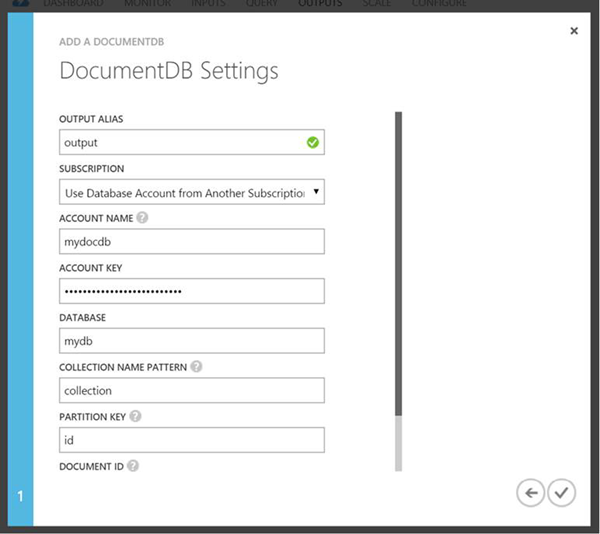 DASHBOARD MONITOR INPUTS QUERY OUTPUTS SCALE CONFIGURE
×
ADD A DOCUMENTDB
DocumentDB Settings
OUTPUT ALIAS
output
SUBSCRIPTION
Use Database Account from Another Subscriptio
ACCOUNT NAME ?
mydocdb
ACCOUNT KEY
••••••••••••••••••••••••••
DATABASE
mydb
COLLECTION NAME PATTERN ?
collection
PARTITION KEY ?
id
DOCUMENT ID ?
1